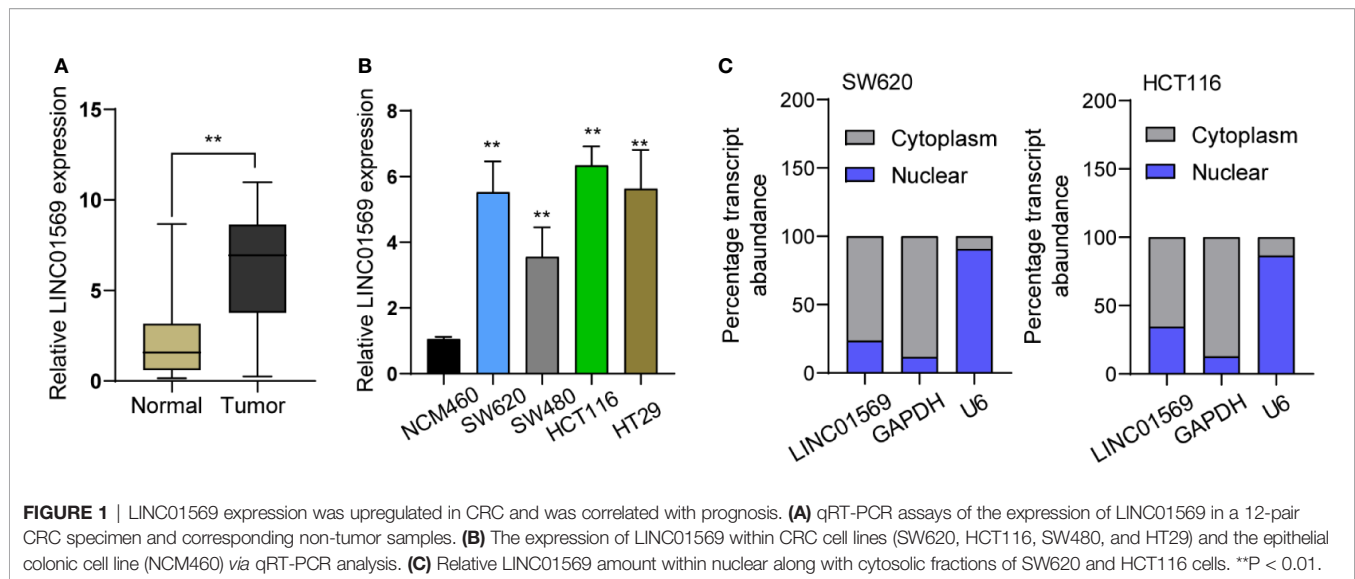 A
Relative LINC01569 expression
15
10
5
0
**
Normal
Tumor
B
Relative LINC01569 expression
8
6
4
2
0
**
**
**
**
NCM460
SW620
SW480
HCT116
HT29
C
SW620
Percentage transcript
abaundance
200
150
100
50
0
Cytoplasm
Nuclear
LINC01569
GAPDH
U6
HCT116
Percentage transcript
abaundance
200
150
100
50
0
Cytoplasm
Nuclear
LINC01569
GAPDH
U6
FIGURE 1 | LINC01569 expression was upregulated in CRC and was correlated with prognosis. (A) qRT-PCR assays of the expression of LINC01569 in a 12-pair
CRC specimen and corresponding non-tumor samples. (B) The expression of LINC01569 within CRC cell lines (SW620, HCT116, SW480, and HT29) and the epithelial
colonic cell line (NCM460) via qRT-PCR analysis. (C) Relative LINC01569 amount within nuclear along with cytosolic fractions of SW620 and HCT116 cells. **P < 0.01.